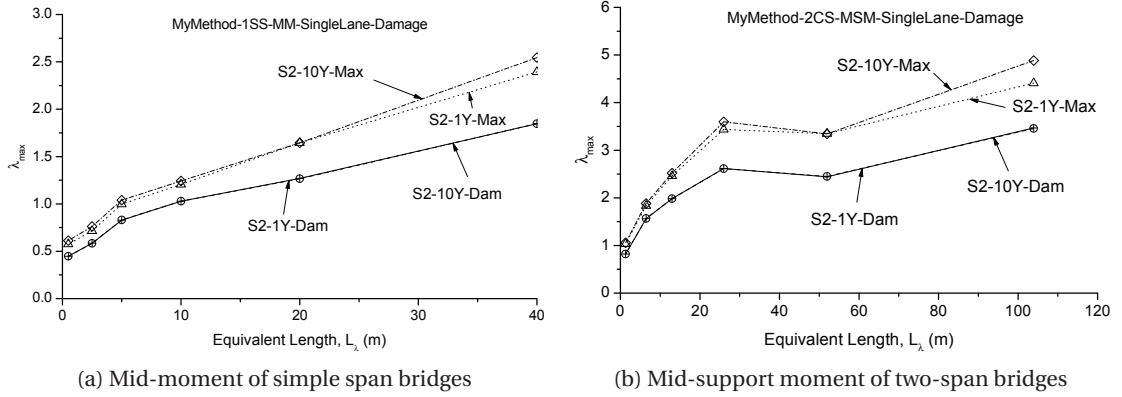 MyMethod-1SS-MM-SingleLane-Damage
3.0
2.5
2.0
1.5
1.0
0.5
0.0
λmax
S2-10Y-Max
S2-1Y-Max
S2-10Y-Dam
S2-1Y-Dam
0 10 20 30 40
Equivalent Length, Lλ (m)
(a) Mid-moment of simple span bridges
MyMethod-2CS-MSM-SingleLane-Damage
6
5
4
3
2
1
0
λmax
S2-10Y-Max
S2-1Y-Max
S2-10Y-Dam
S2-1Y-Dam
0 20 40 60 80 100 120
Equivalent Length, Lλ (m)
(b) Mid-support moment of two-span bridges